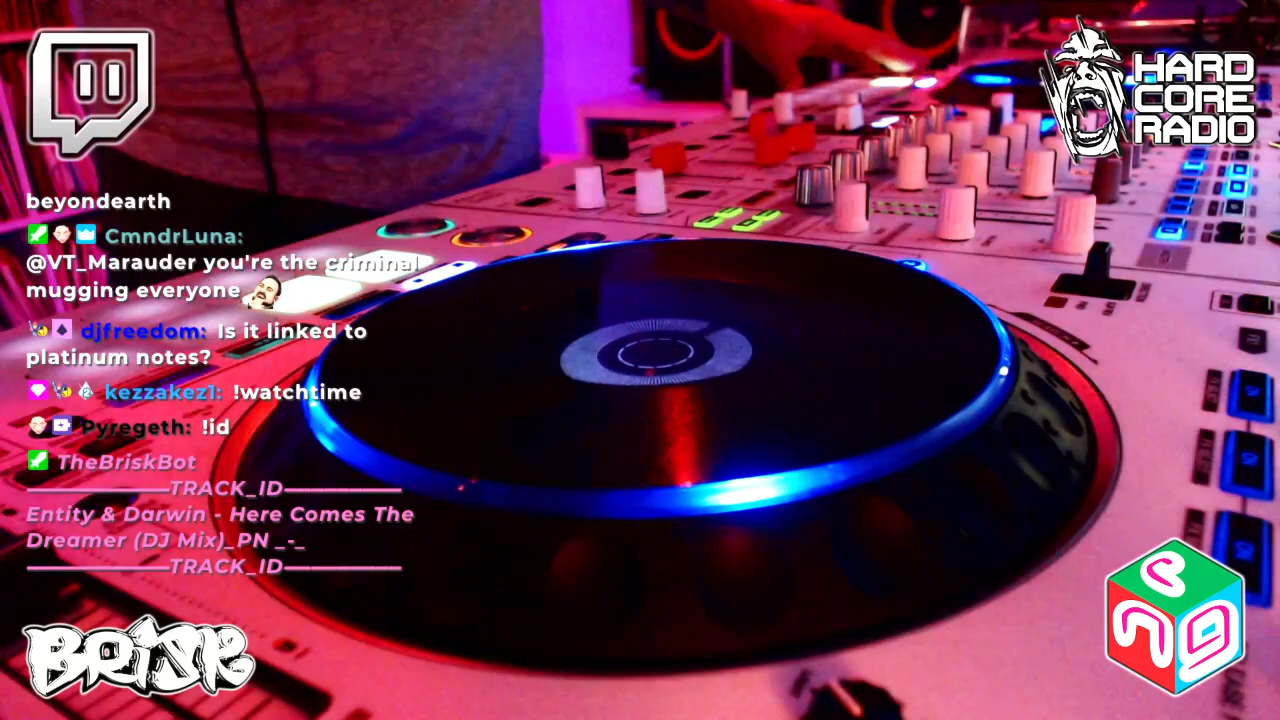 HARD
CORE
RADIO
beyondearth
CmndrLuna:
@VT_Marauder you're the criminal
mugging everyone
djfreedom: Is it linked to
platinum notes?
kezzakez1: !watchtime
Pyregeth: !id
TheBriskBot
——————TRACK_ID——————
Entity & Darwin - Here Comes The
Dreamer (DJ Mix)_PN _-_
——————TRACK_ID——————
BRISK